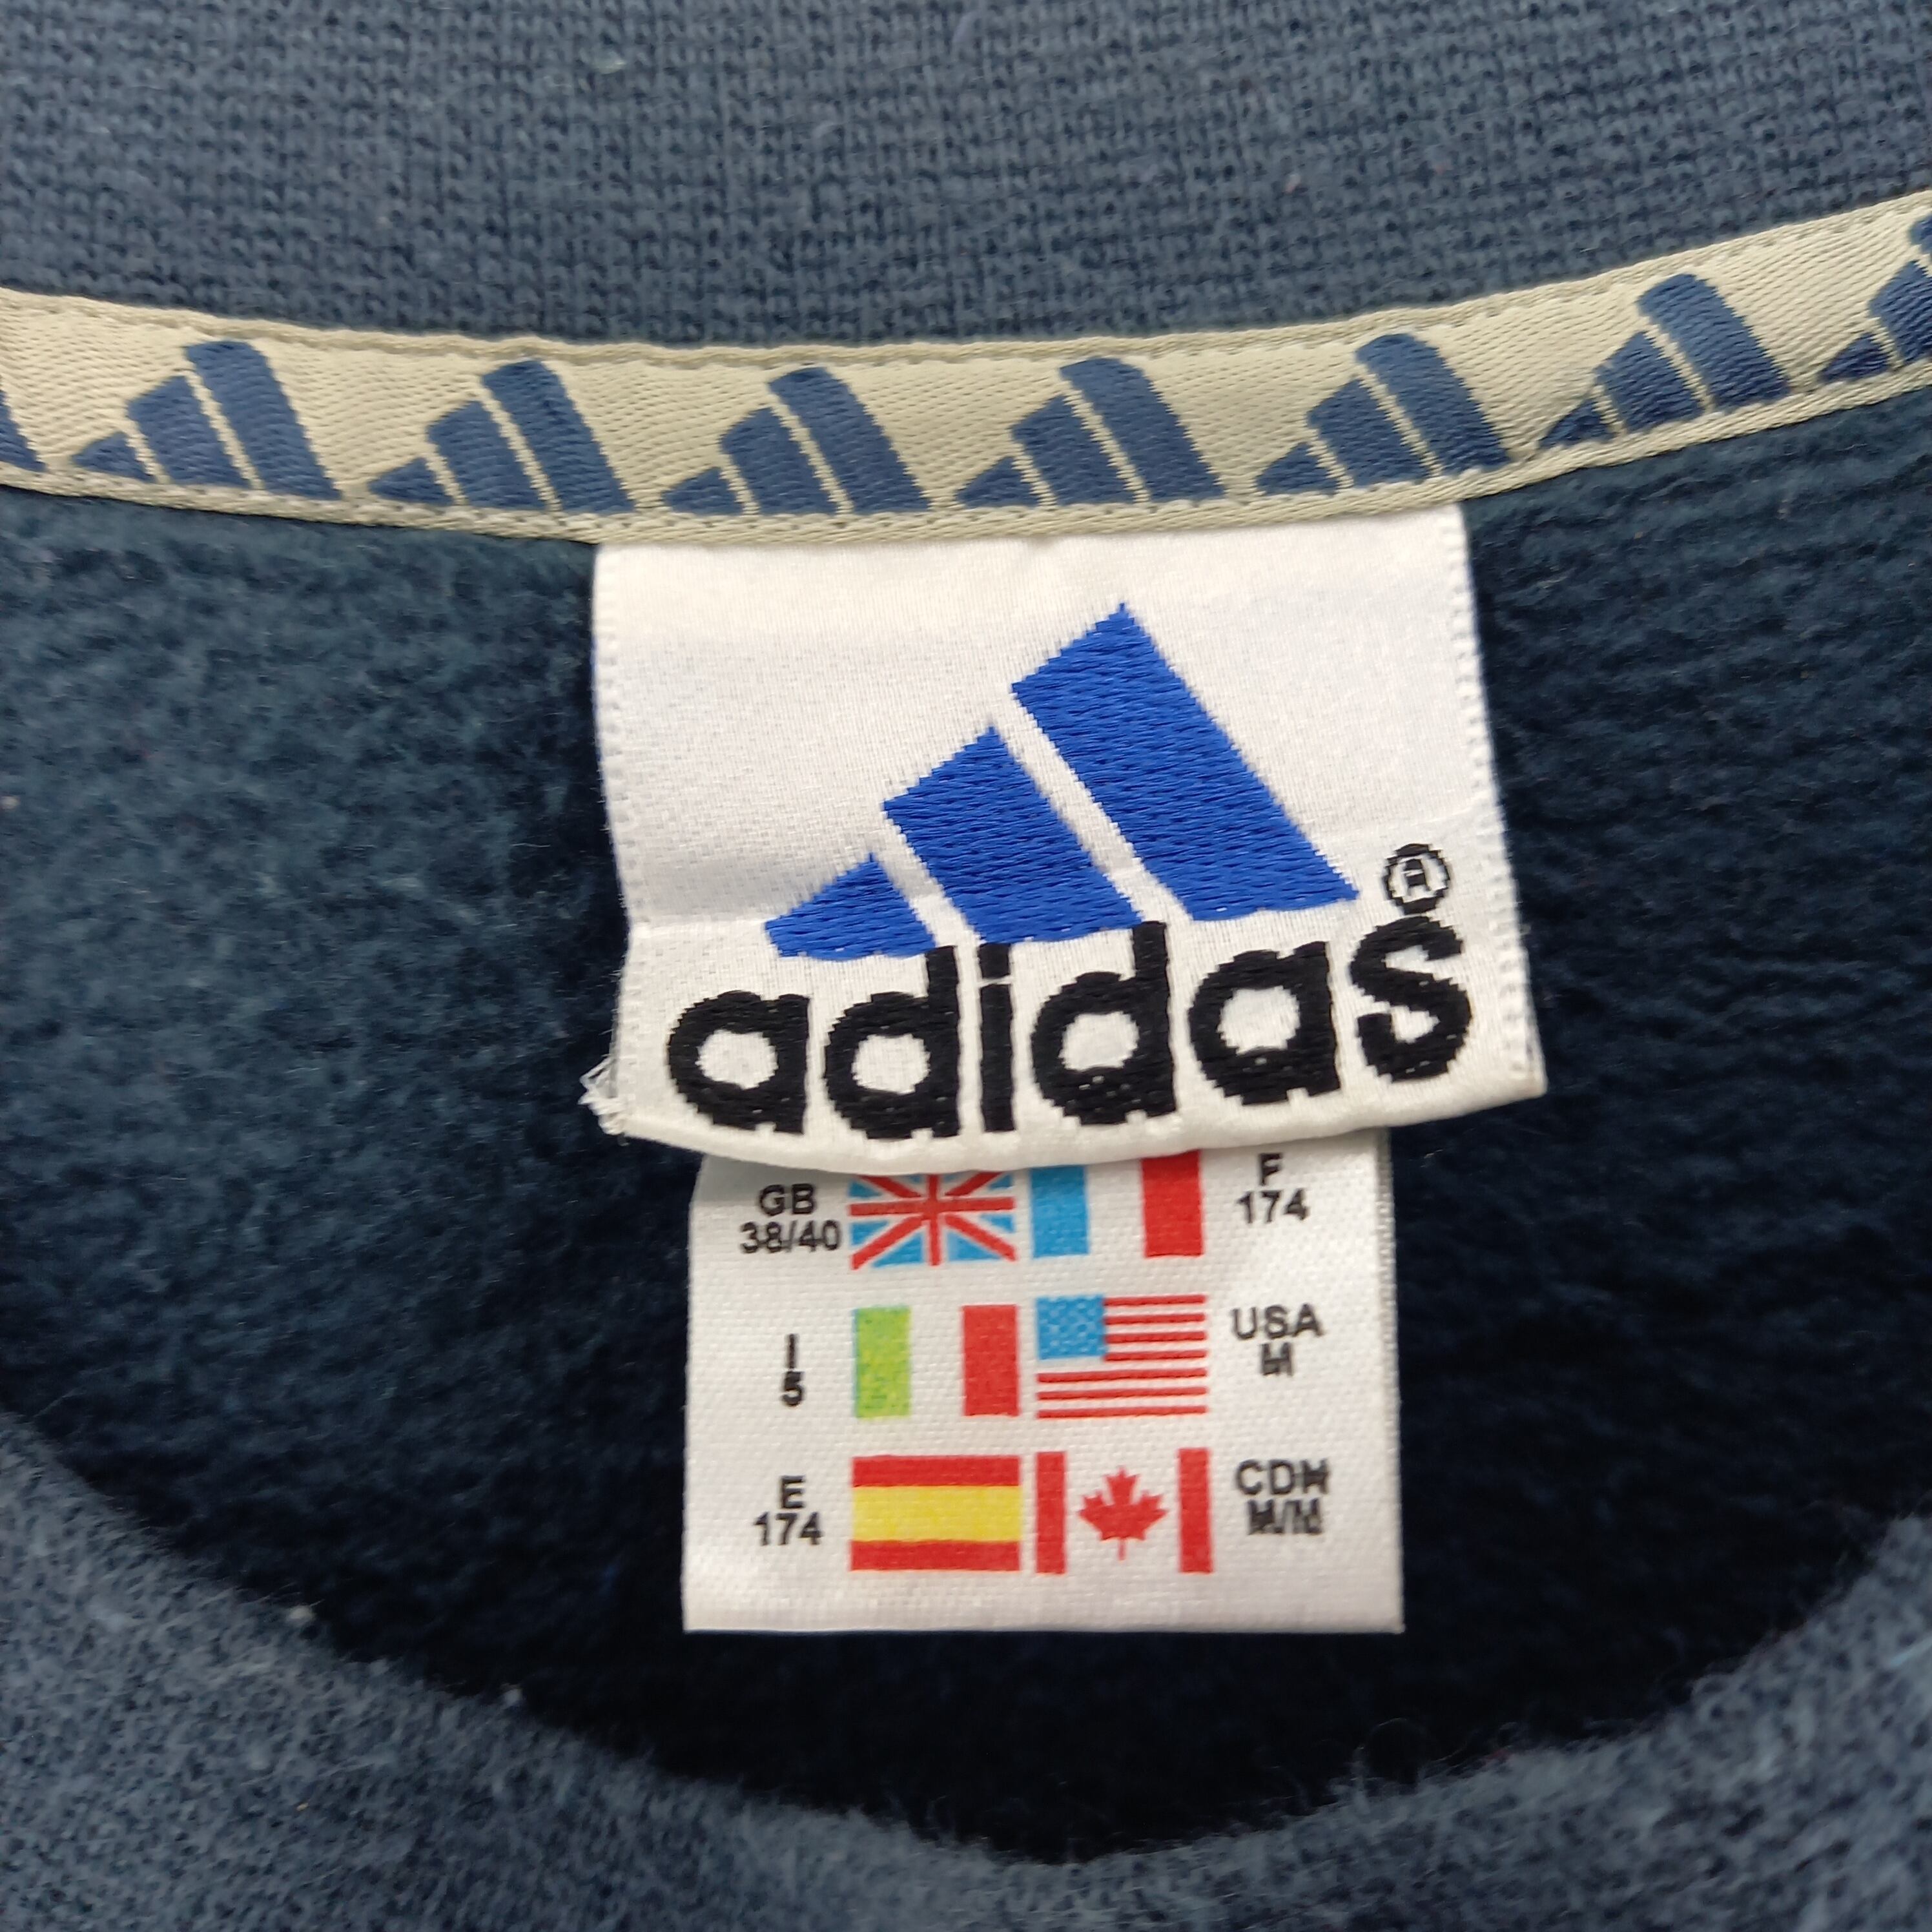 adidas®
GB
38/40
F
174
I
5
USA
M
E
174
CDN
M/M